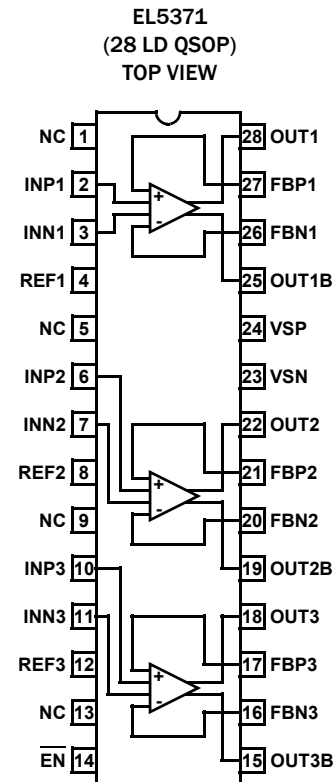 EL5371
(28 LD QSOP)
TOP VIEW
NC 1
INP1 2
INN1 3
REF1 4
NC 5
INP2 6
INN2 7
REF2 8
NC 9
INP3 10
INN3 11
REF3 12
NC 13
EN 14
28 OUT1
27 FBP1
26 FBN1
25 OUT1B
24 VSP
23 VSN
22 OUT2
21 FBP2
20 FBN2
19 OUT2B
18 OUT3
17 FBP3
16 FBN3
15 OUT3B
+
-
+
-
+
-